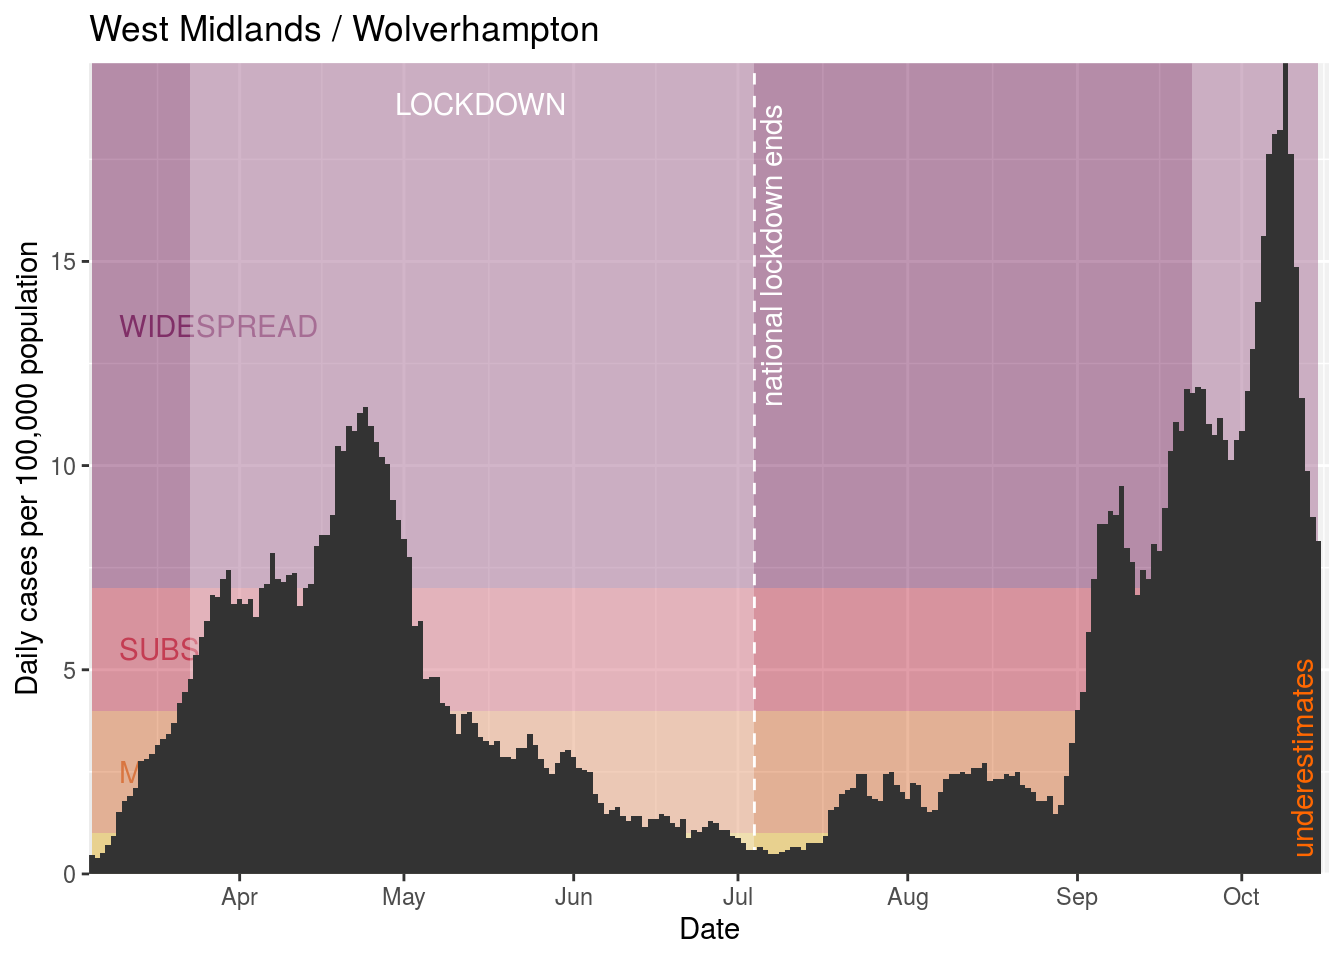 West Midlands / Wolverhampton
LOCKDOWN
national lockdown ends
WIDESPREAD
SUBS
M
underestimates
Daily cases per 100,000 population
15
10
5
0
Apr
May
Jun
Jul
Aug
Sep
Oct
Date